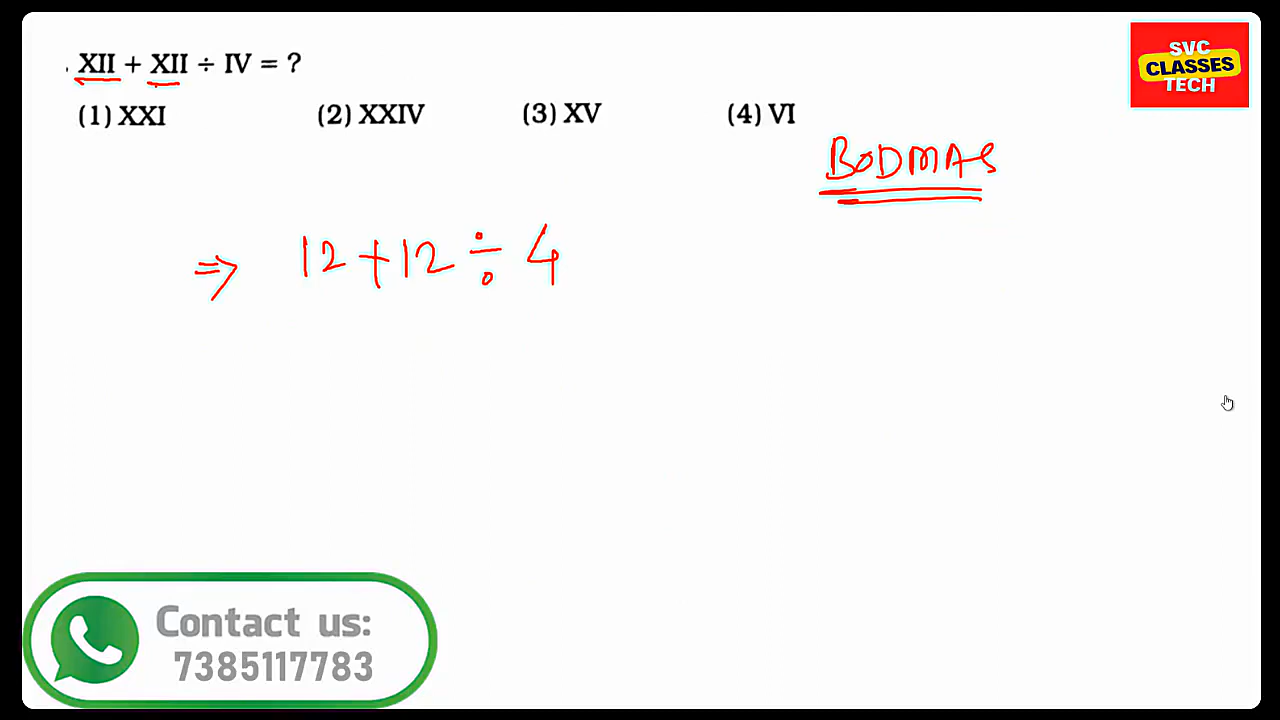 XII + XII ÷ IV = ?
(1) XXI (2) XXIV (3) XV (4) VI
SVC
CLASSES
TECH
BODMAS
⇒ 12 + 12 ÷ 4
Contact us:
7385117783